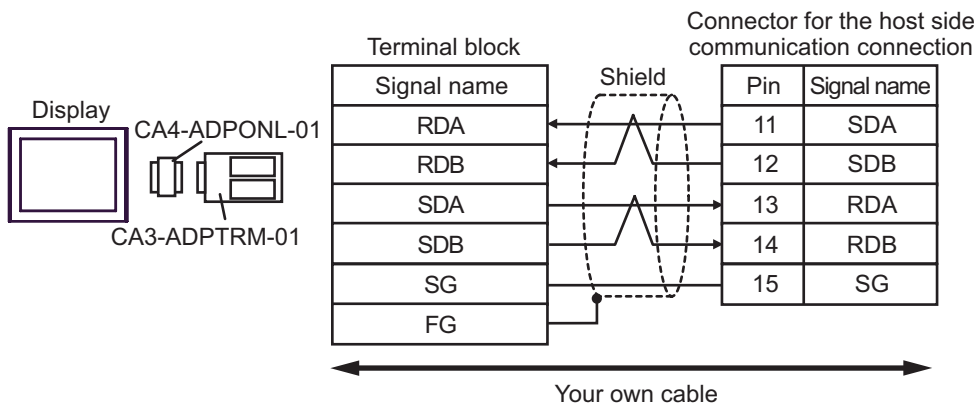 Connector for the host side
communication connection
Terminal block
Signal name
Shield
Pin Signal name
Display
CA4-ADPONL-01
CA3-ADPTRM-01
RDA 11 SDA
RDB 12 SDB
SDA 13 RDA
SDB 14 RDB
SG 15 SG
FG
Your own cable